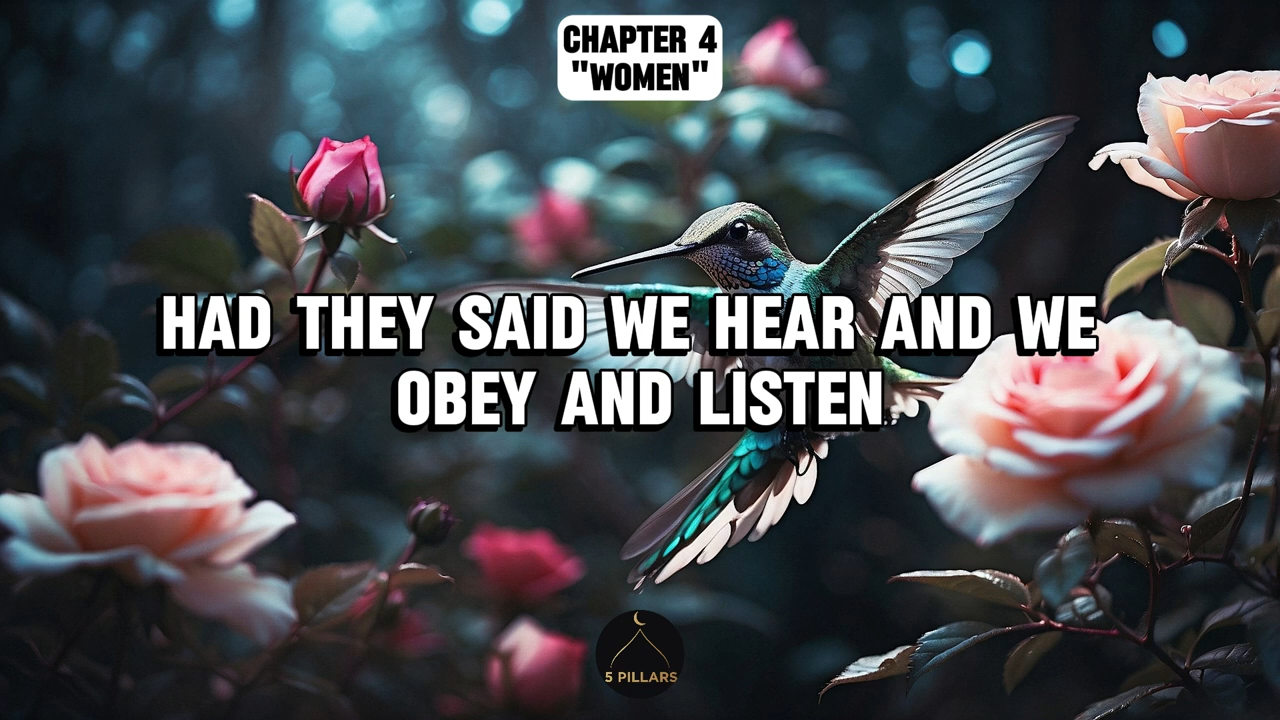 CHAPTER 4
"WOMEN"
HAD THEY SAID WE HEAR AND WE
OBEY AND LISTEN
5 PILLARS